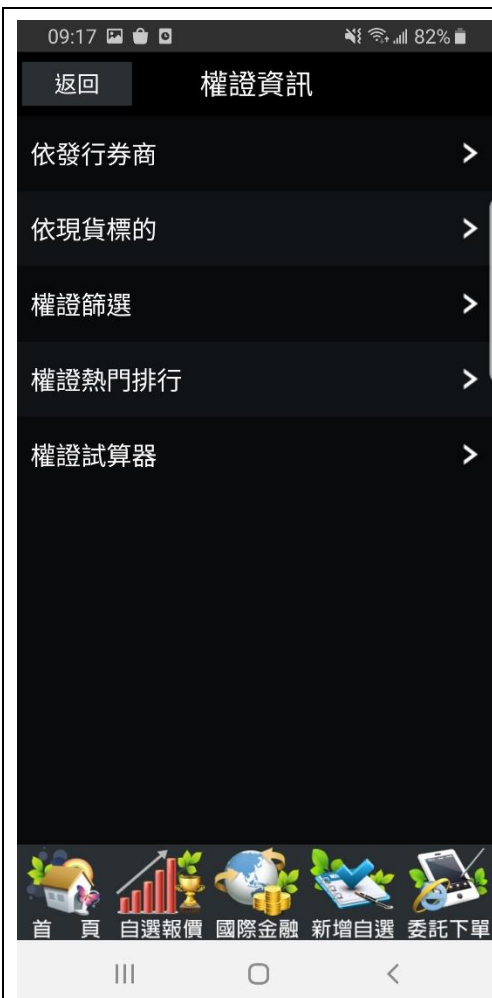 09:17 82%
返回 權證資訊
依發行券商
依現貨標的
權證篩選
權證熱門排行
權證試算器
首 頁 自選報價 國際金融 新增自選 委託下單